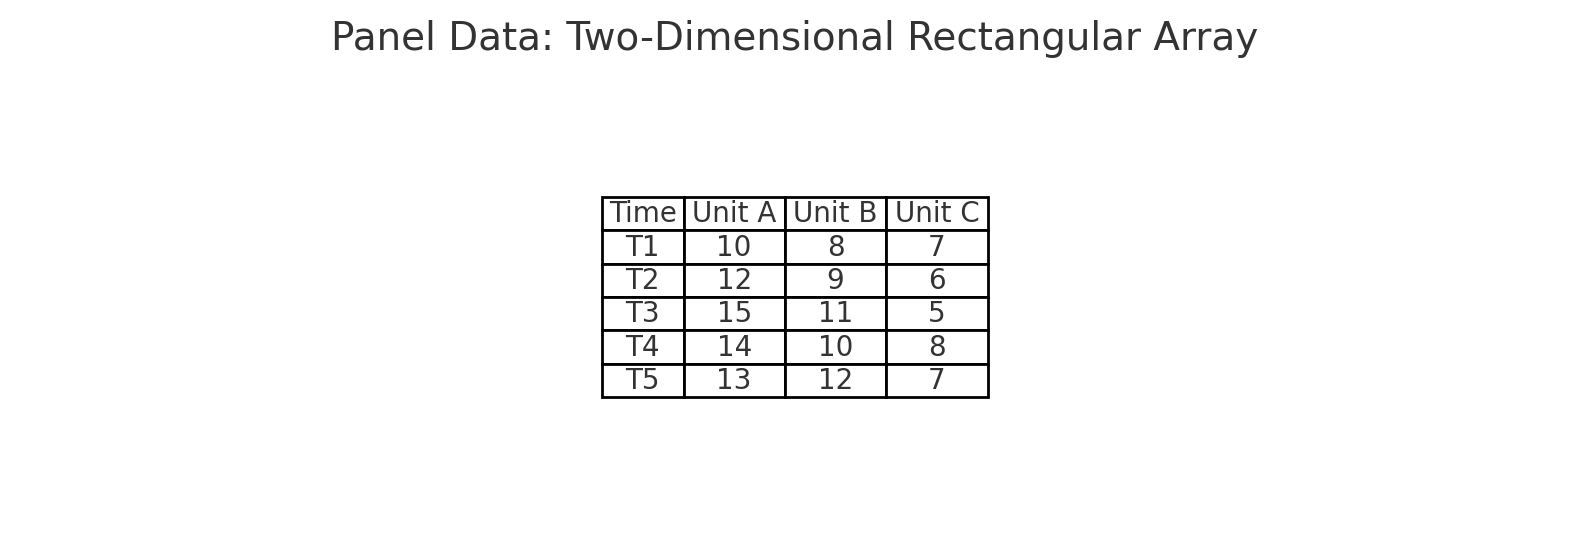 Panel Data: Two-Dimensional Rectangular Array
Time Unit A Unit B Unit C
T1 10 8 7
T2 12 9 6
T3 15 11 5
T4 14 10 8
T5 13 12 7